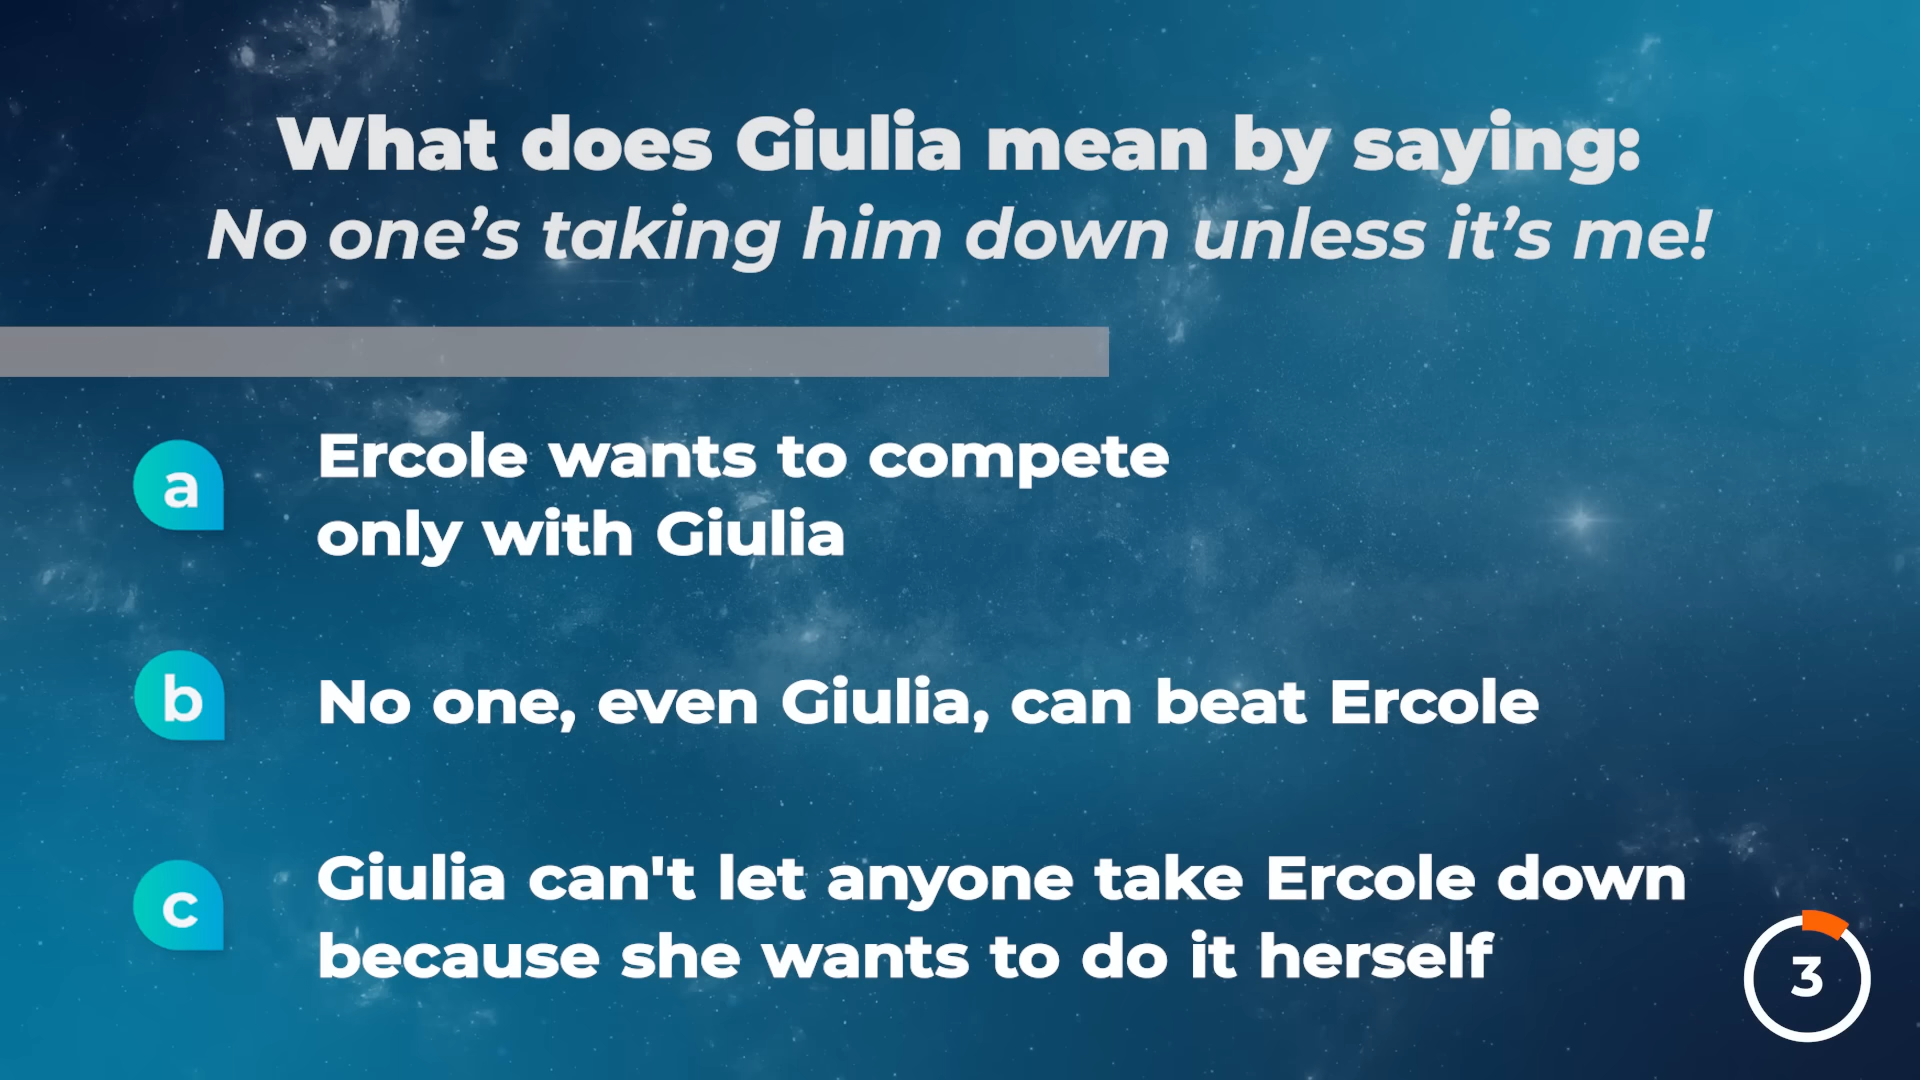 What does Giulia mean by saying:
No one’s taking him down unless it’s me!
a
Ercole wants to compete
only with Giulia
b
No one, even Giulia, can beat Ercole
c
Giulia can't let anyone take Ercole down
because she wants to do it herself
3